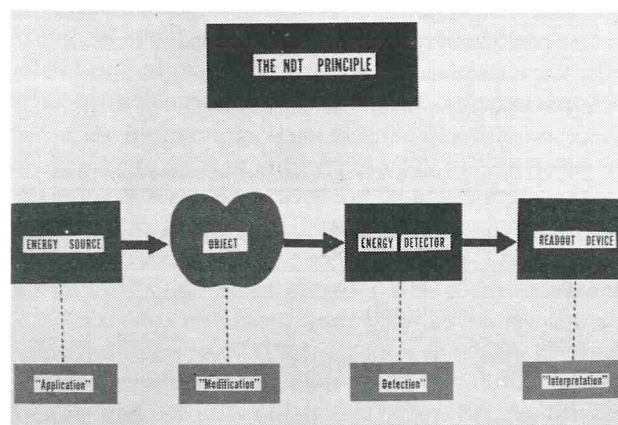 THE NDT PRINCIPLE
ENERGY SOURCE
OBJECT
ENERGY DETECTOR
READOUT DEVICE
"Application"
"Modification"
Detection"
"Interpretation"